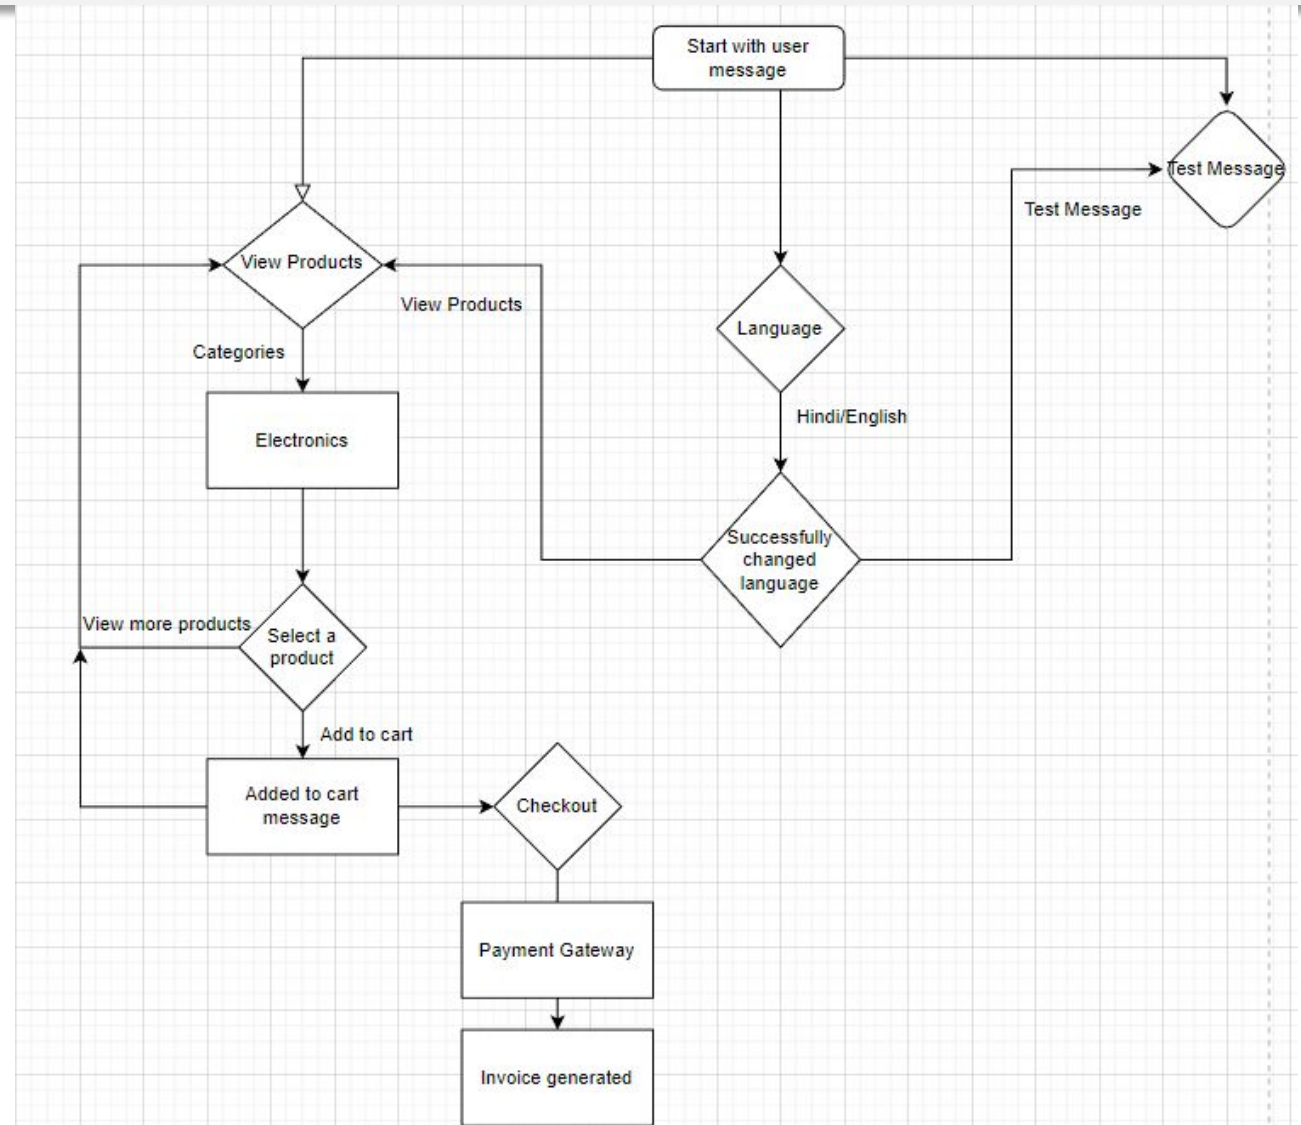 Start with user
message
Test Message
Test Message
View Products
View Products
Language
Categories
Hindi/English
Electronics
Successfully
changed
language
View more products
Select a
product
Add to cart
Added to cart
message
Checkout
Payment Gateway
Invoice generated